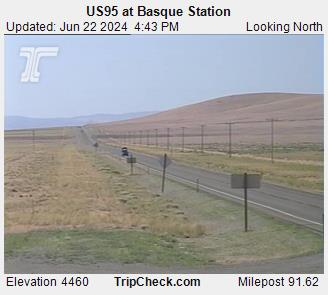 US95 at Basque Station
Updated: Jun 22 2024 4:43 PM Looking North
Elevation 4460 TripCheck.com Milepost 91.62